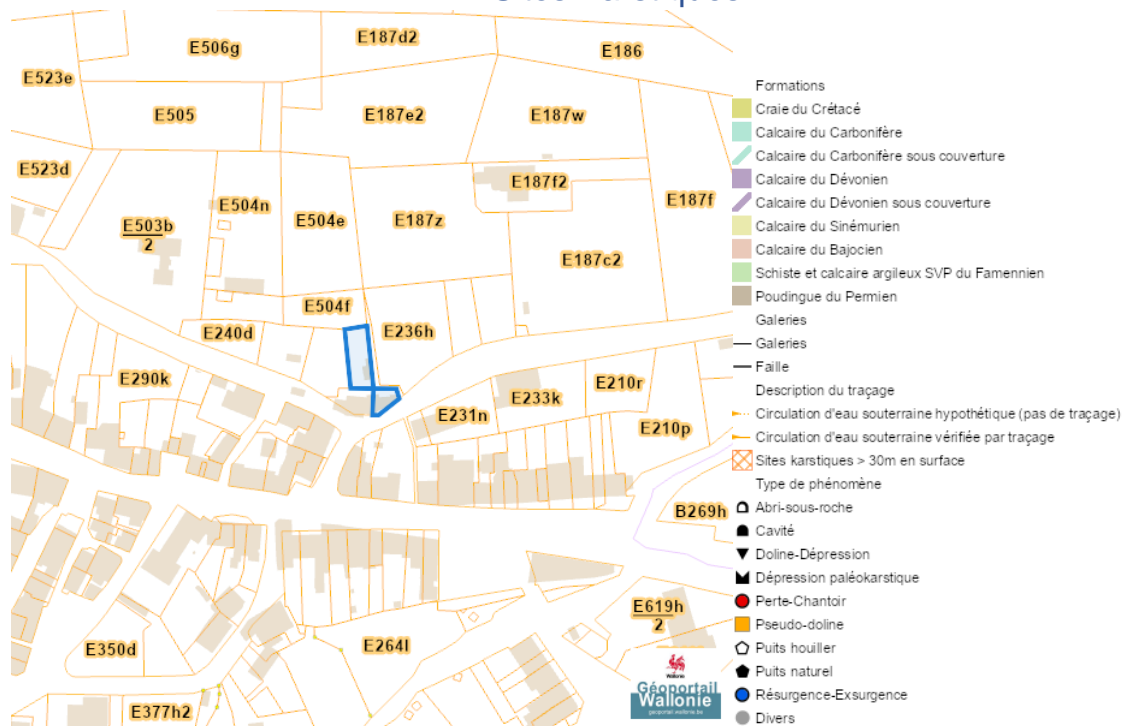 E506g
E187d2
E186
E523e
E505
E187e2
E187w
E523d
E187f2
E504n
E504e
E187z
E187f
E503b
2
E187c2
E504f
E240d
E236h
E290k
E231n
E233k
E210r
E210p
B269h
E619h
2
E350d
E264l
E377h2
Formations
Craie du Crétacé
Calcaire du Carbonifère
Calcaire du Carbonifère sous couverture
Calcaire du Dévonien
Calcaire du Dévonien sous couverture
Calcaire du Sinémurien
Calcaire du Bajocien
Schiste et calcaire argileux SVP du Famennien
Poudingue du Permien
Galeries
Galeries
Faille
Description du traçage
Circulation d'eau souterraine hypothétique (pas de traçage)
Circulation d'eau souterraine vérifiée par traçage
Sites karstiques > 30m en surface
Type de phénomène
Abri-sous-roche
Cavité
Doline-Dépression
Dépression paléokarstique
Perte-Chantoir
Pseudo-doline
Puits houiller
Puits naturel
Résurgence-Exsurgence
Divers
Wallonie
Géoportail
Wallonie
geoportail.wallonie.be